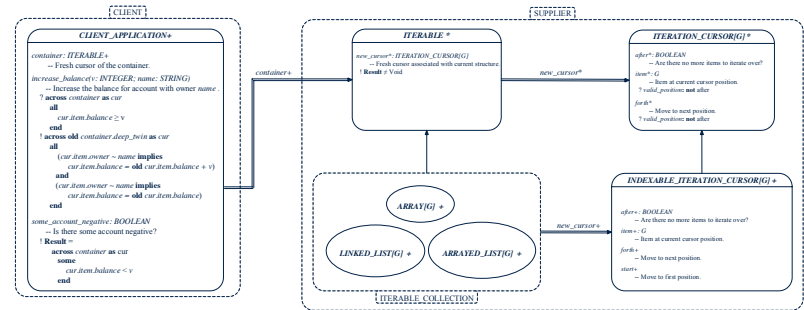 CLIENT
CLIENT_APPLICATION+
container: ITERABLE+
-- Fresh cursor of the container.
increase_balance(v: INTEGER; name: STRING)
-- Increase the balance for account with owner name .
? across container as cur
all
cur.item.balance ≥ v
end
! across old container.deep_twin as cur
all
(cur.item.owner ~ name implies
cur.item.balance = old cur.item.balance + v)
and
(cur.item.owner ~ name implies
cur.item.balance = old cur.item.balance)
end
some_account_negative: BOOLEAN
-- Is there some account negative?
! Result =
across container as cur
some
cur.item.balance < v
end
container+
SUPPLIER
ITERABLE *
new_cursor*: ITERATION_CURSOR[G]
-- Fresh cursor associated with current structure.
! Result ≠ Void
new_cursor*
ITERATION_CURSOR[G] *
after*: BOOLEAN
-- Are there no more items to iterate over?
item*: G
-- Item at current cursor position.
? valid_position: not after
forth*
-- Move to next position.
? valid_position: not after
ARRAY[G] +
LINKED_LIST[G] +
ARRAYED_LIST[G] +
ITERABLE_COLLECTION
new_cursor+
INDEXABLE_ITERATION_CURSOR[G] +
after+: BOOLEAN
-- Are there no more items to iterate over?
item+: G
-- Item at current cursor position.
forth+
-- Move to next position.
start+
-- Move to first position.